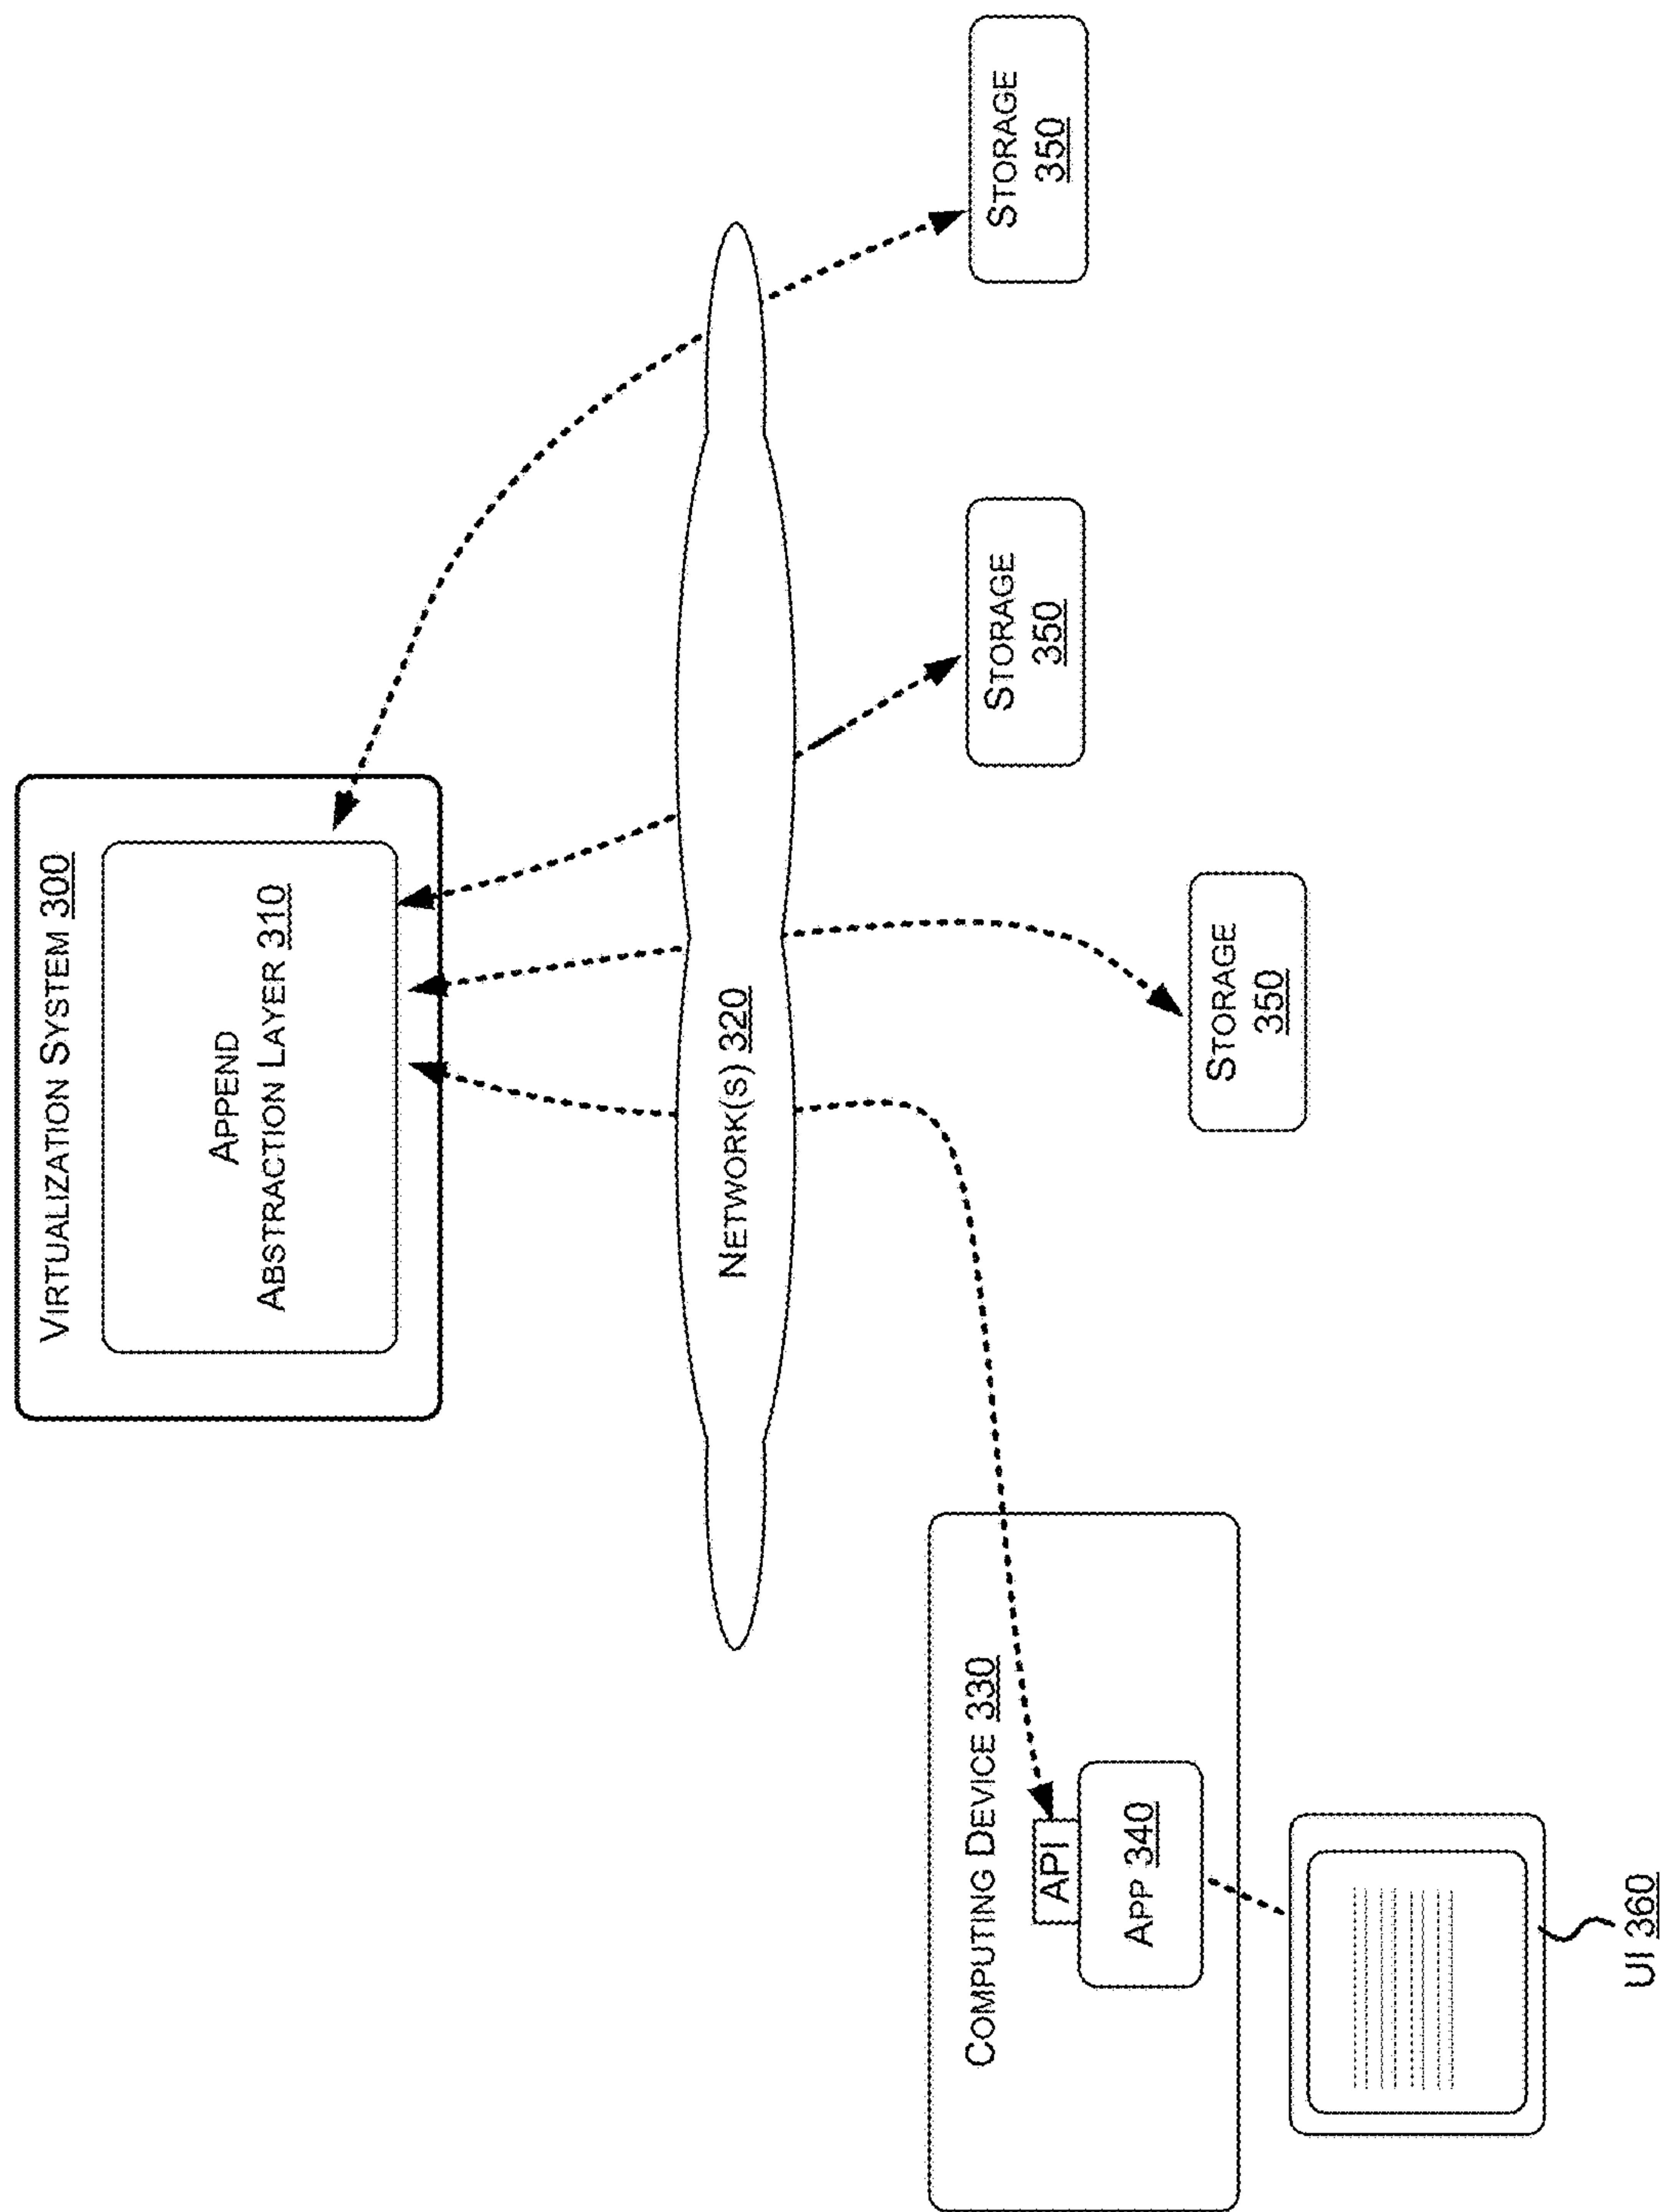 VIRTUALIZATION SYSTEM 300
APPEND
ABSTRACTION LAYER 310
NETWORK(S) 320
COMPUTING DEVICE 330
API
APP 340
UI 360
STORAGE
350
STORAGE
350
STORAGE
350